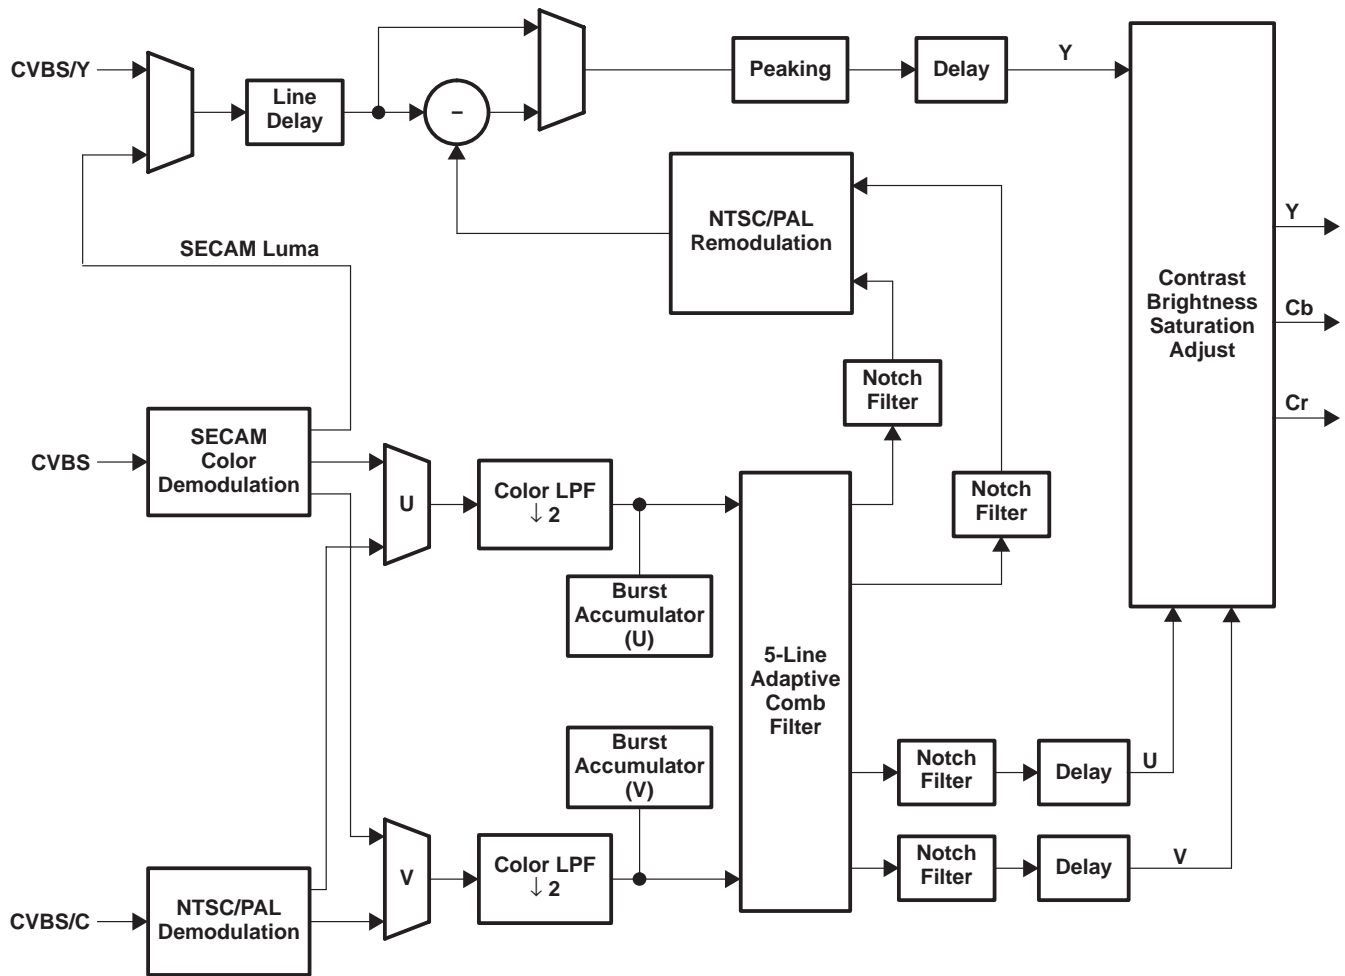 CVBS/Y
Line
Delay
–
Peaking
Delay
Y
NTSC/PAL
Remodulation
SECAM Luma
Contrast
Brightness
Saturation
Adjust
Y
Cb
Cr
Notch
Filter
Notch
Filter
CVBS
SECAM
Color
Demodulation
U
Color LPF
↓ 2
Burst
Accumulator
(U)
5-Line
Adaptive
Comb
Filter
Burst
Accumulator
(V)
Notch
Filter
Delay
U
Notch
Filter
Delay
V
CVBS/C
NTSC/PAL
Demodulation
V
Color LPF
↓ 2